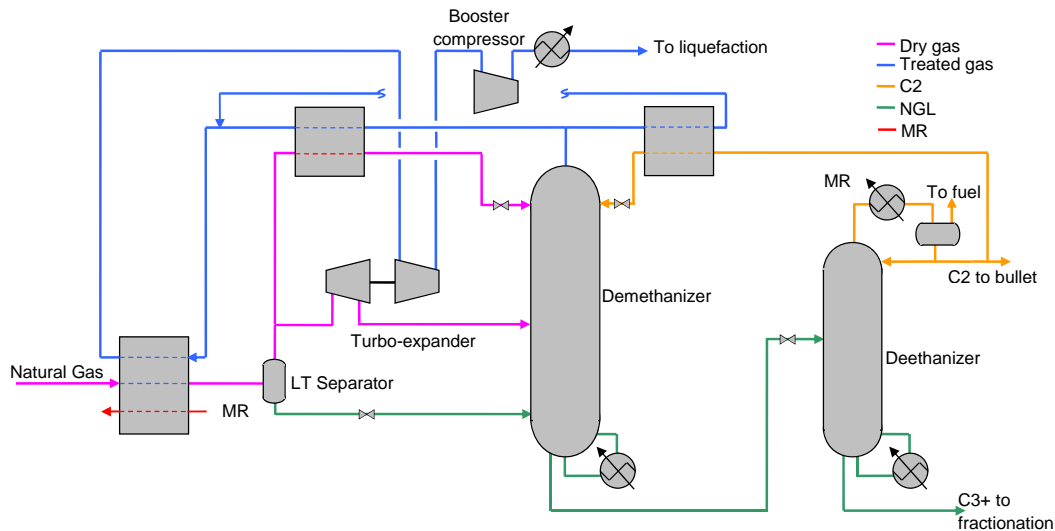 Booster
compressor
To liquefaction
Dry gas
Treated gas
C2
NGL
MR
MR
To fuel
C2 to bullet
Demethanizer
Turbo-expander
Deethanizer
Natural Gas
LT Separator
MR
C3+ to
fractionation